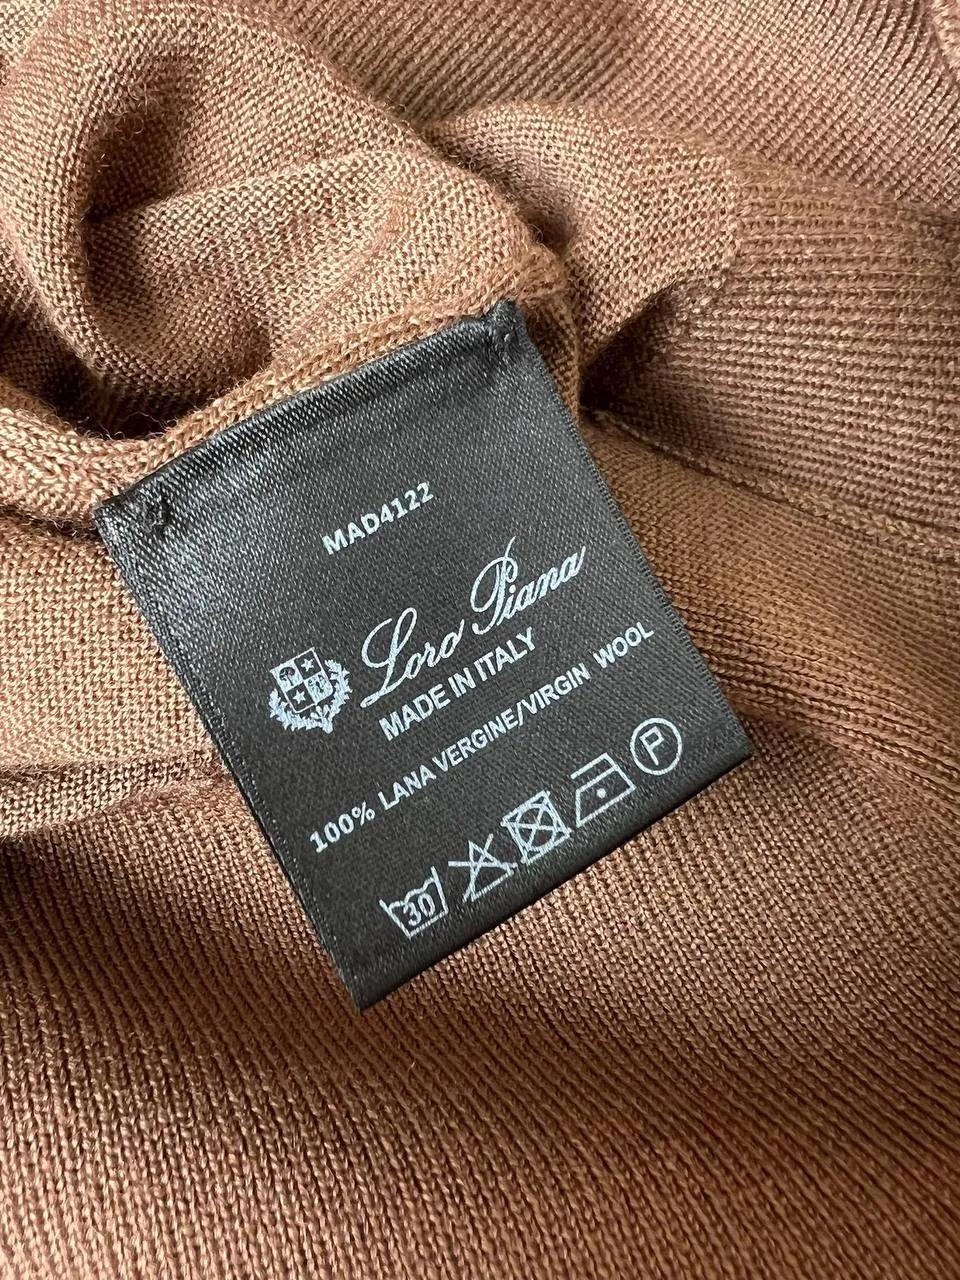 MAD4122
Loro Piana
MADE IN ITALY
100% LANA VERGINE/VIRGIN WOOL
30
P